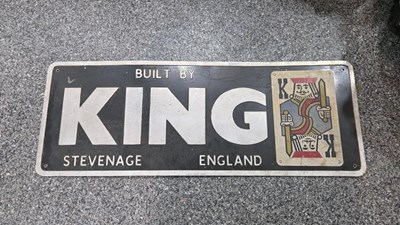 BUILT BY
KING
STEVENAGE ENGLAND
K
K